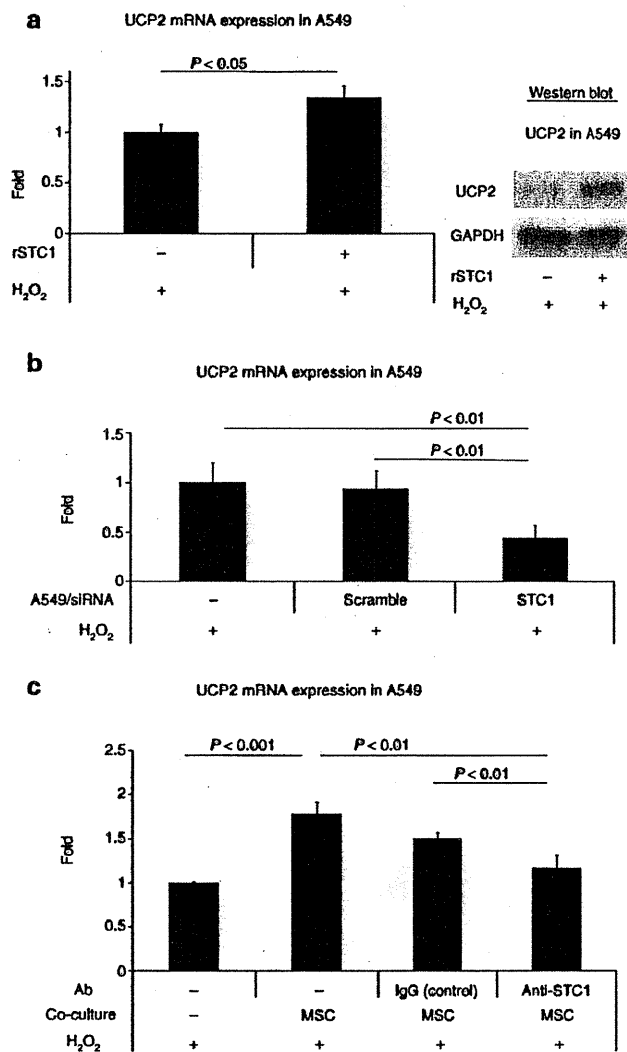 a
UCP2 mRNA expression in A549
P < 0.05
1.5
1
0.5
0
Fold
rSTC1 − +
H2O2 + +
Western blot
UCP2 in A549
UCP2
GAPDH
rSTC1 − +
H2O2 + +
b
UCP2 mRNA expression in A549
P < 0.01
P < 0.01
1.5
1
0.5
0
Fold
A549/siRNA − Scramble STC1
H2O2 + + +
c
UCP2 mRNA expression in A549
P < 0.001 P < 0.01
P < 0.01
2.5
2
1.5
1
0.5
0
Fold
Ab − − IgG (control) Anti-STC1
Co-culture − MSC MSC MSC
H2O2 + + + +